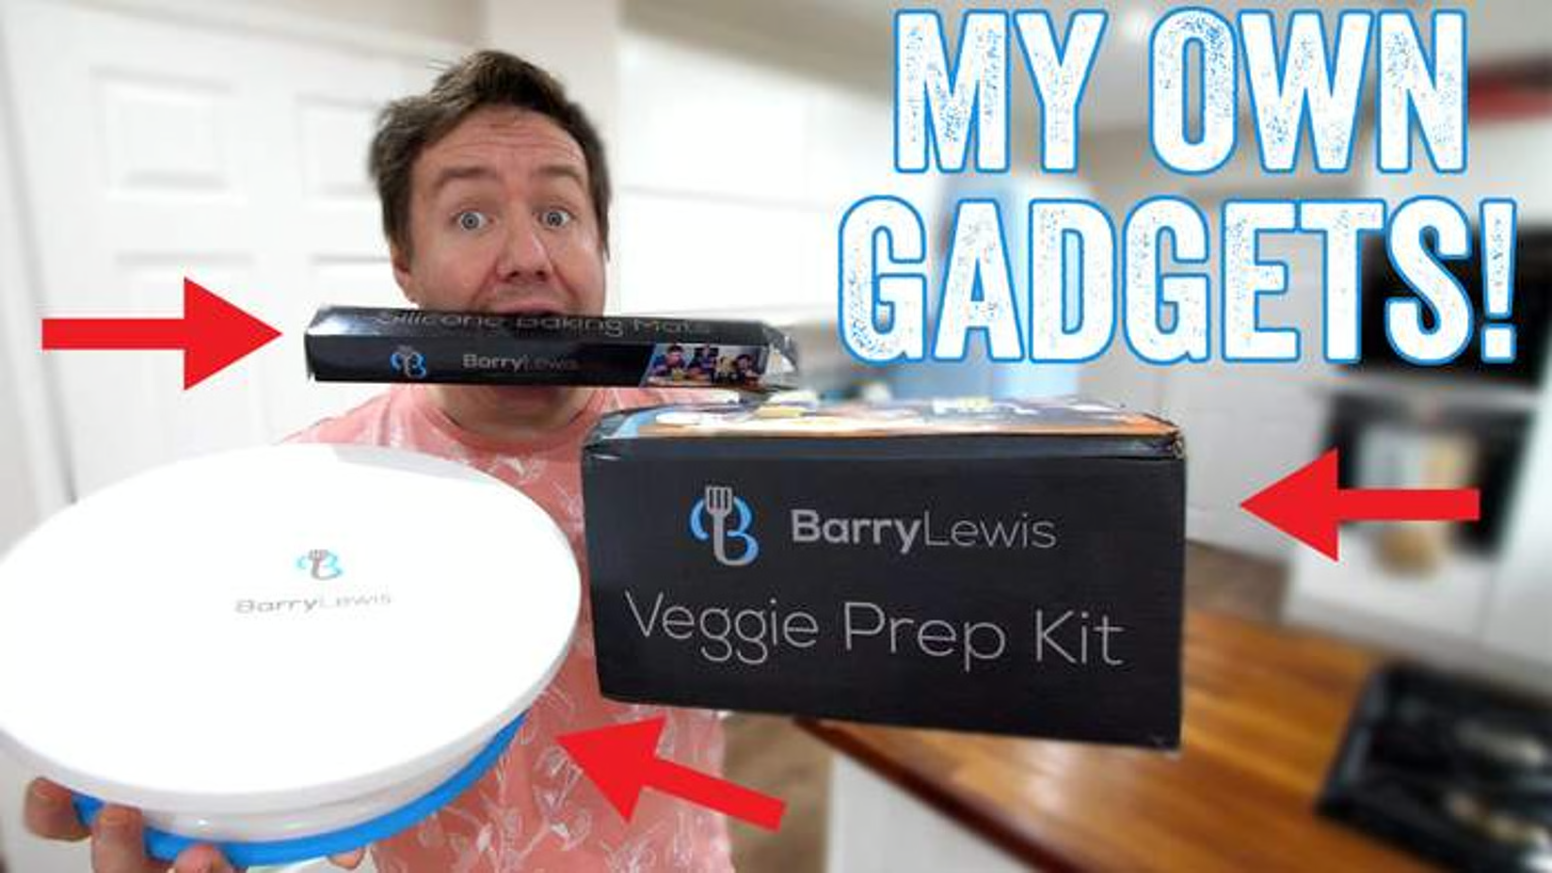 MY OWN
GADGETS!
Silicone Baking Mats
BarryLewis
BarryLewis
Veggie Prep Kit
BarryLewis